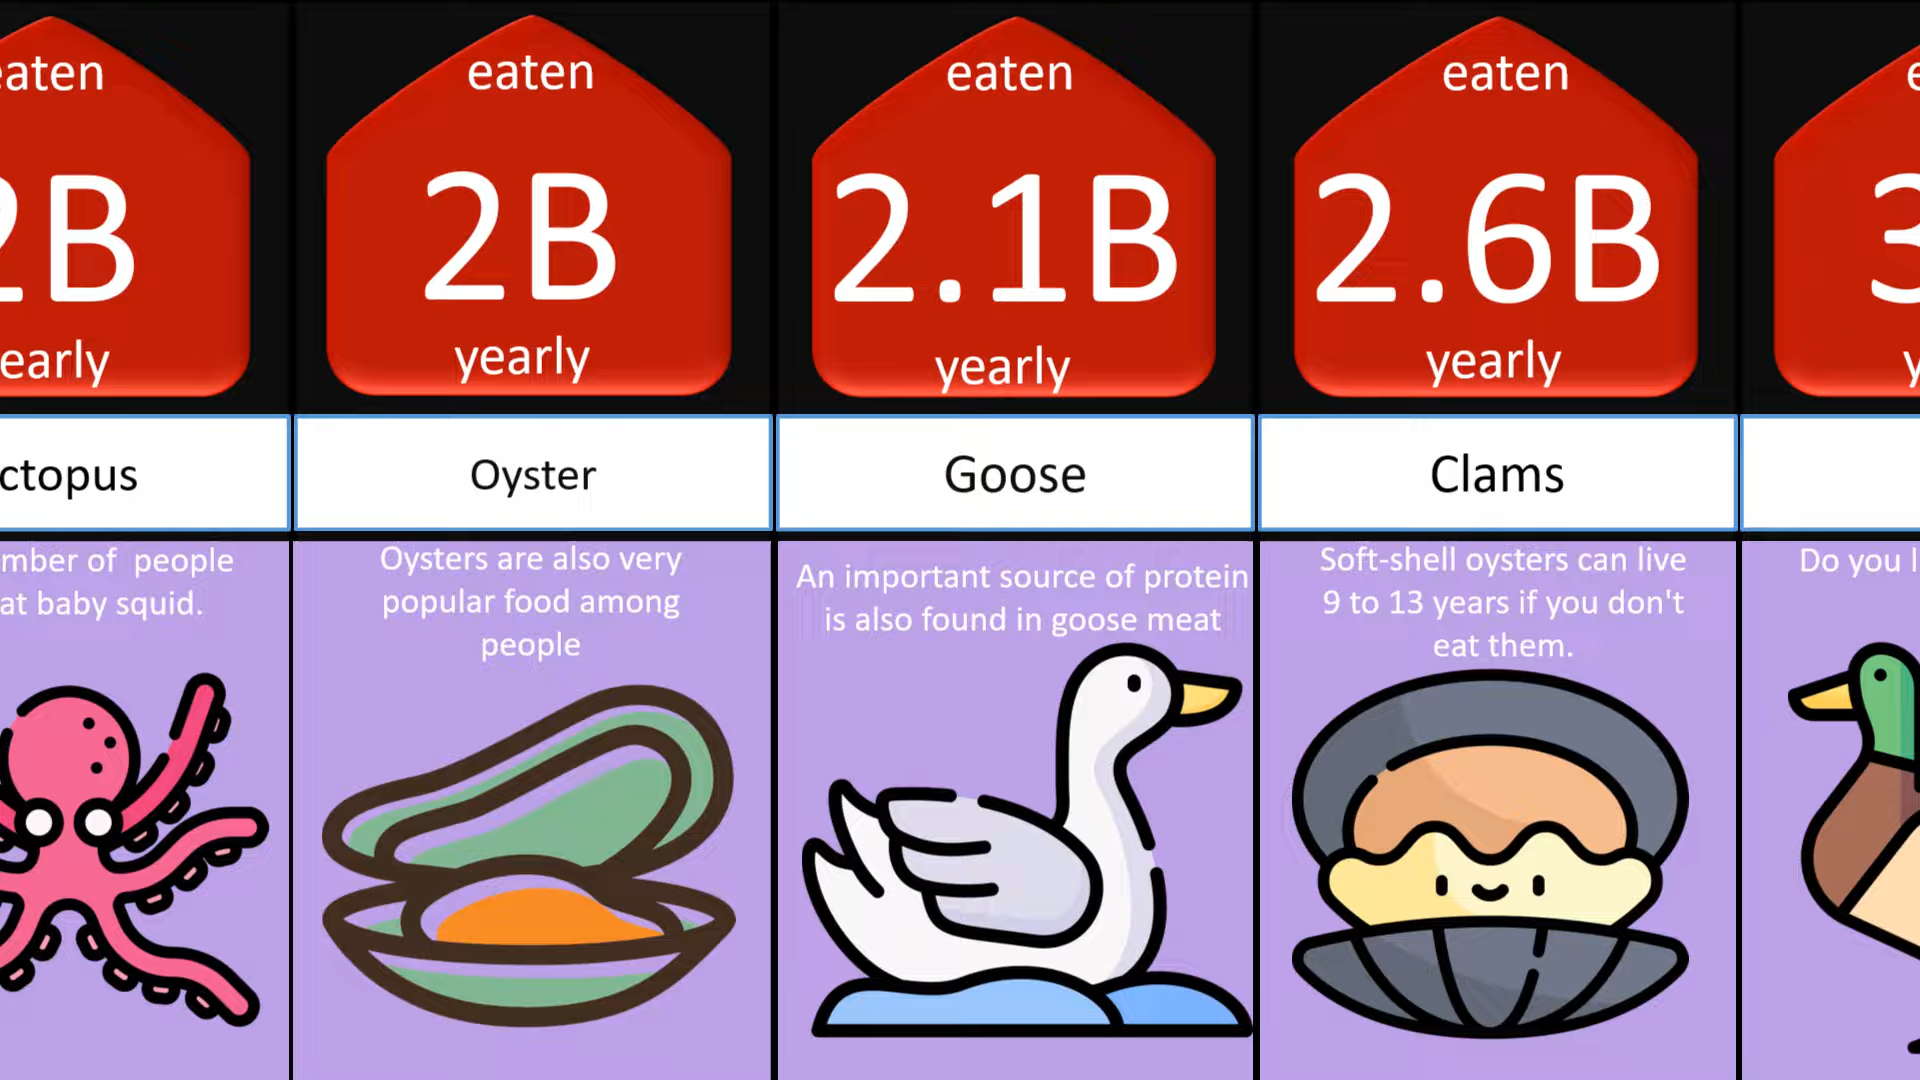 eaten
2B
yearly
ctopus
mber of people
at baby squid.
eaten
2B
yearly
Oyster
Oysters are also very
popular food among
people
eaten
2.1B
yearly
Goose
An important source of protein
is also found in goose meat
eaten
2.6B
yearly
Clams
Soft-shell oysters can live
9 to 13 years if you don't
eat them.
e
3
y
Do you l